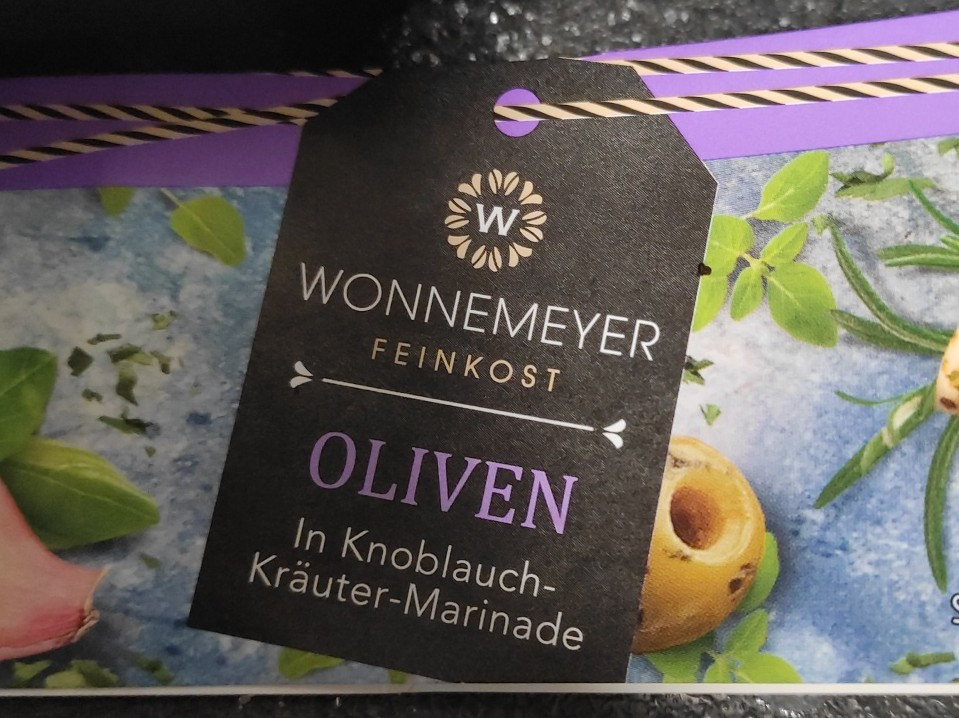 W
WONNEMEYER
FEINKOST
OLIVEN
In Knoblauch-
Kräuter-Marinade